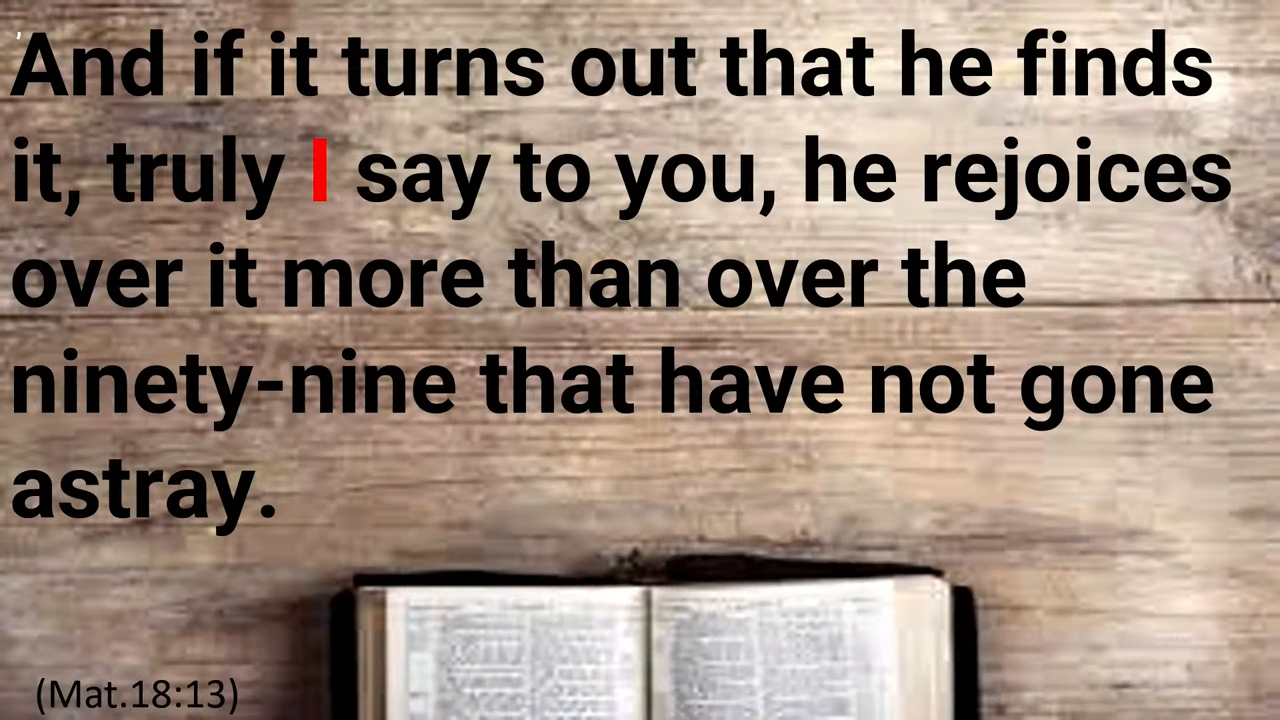 And if it turns out that he finds
it, truly I say to you, he rejoices
over it more than over the
ninety-nine that have not gone
astray.
(Mat.18:13)